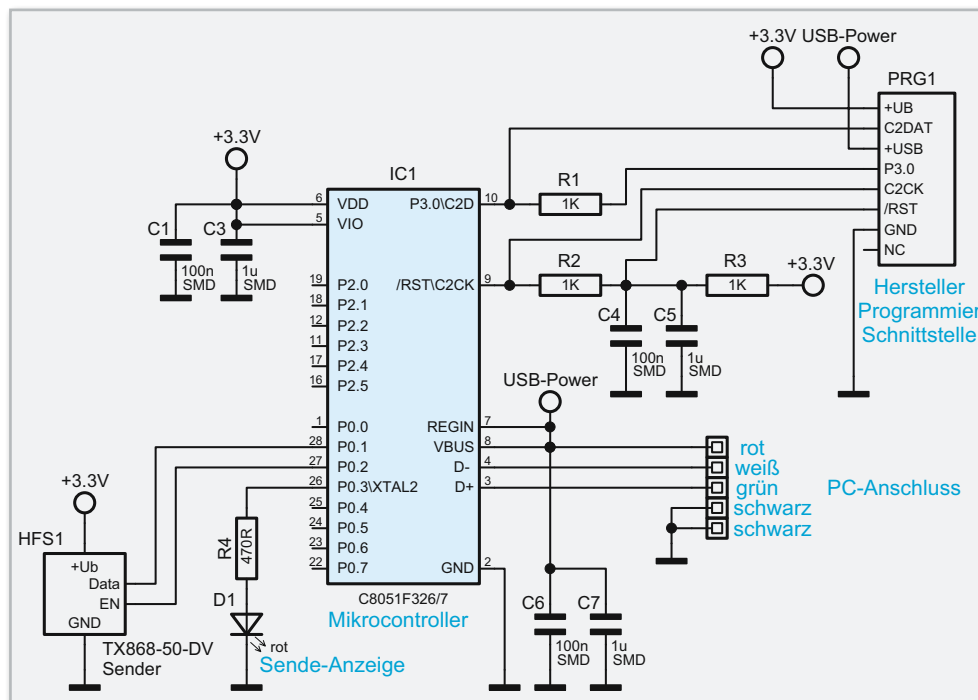 +3.3V USB-Power
PRG1
+UB
C2DAT
+USB
P3.0
C2CK
/RST
GND
NC
Hersteller
Programmier
Schnittstelle
+3.3V
C1
100n
SMD
C3
1u
SMD
IC1
6 VDD
5 VIO
19 P2.0
18 P2.1
12 P2.2
11 P2.3
17 P2.4
16 P2.5
1 P0.0
28 P0.1
27 P0.2
26 P0.3\XTAL2
25 P0.4
24 P0.5
23 P0.6
22 P0.7
P3.0\C2D 10
/RST\C2CK 9
REGIN 7
VBUS 8
D- 4
D+ 3
GND 2
C8051F326/7
Mikrocontroller
R1
1K
R2
1K
R3
1K
+3.3V
C4
100n
SMD
C5
1u
SMD
USB-Power
rot
weiß
grün
schwarz
schwarz
PC-Anschluss
C6
100n
SMD
C7
1u
SMD
+3.3V
HFS1
+Ub
Data
EN
GND
TX868-50-DV
Sender
R4
470R
D1
rot
Sende-Anzeige